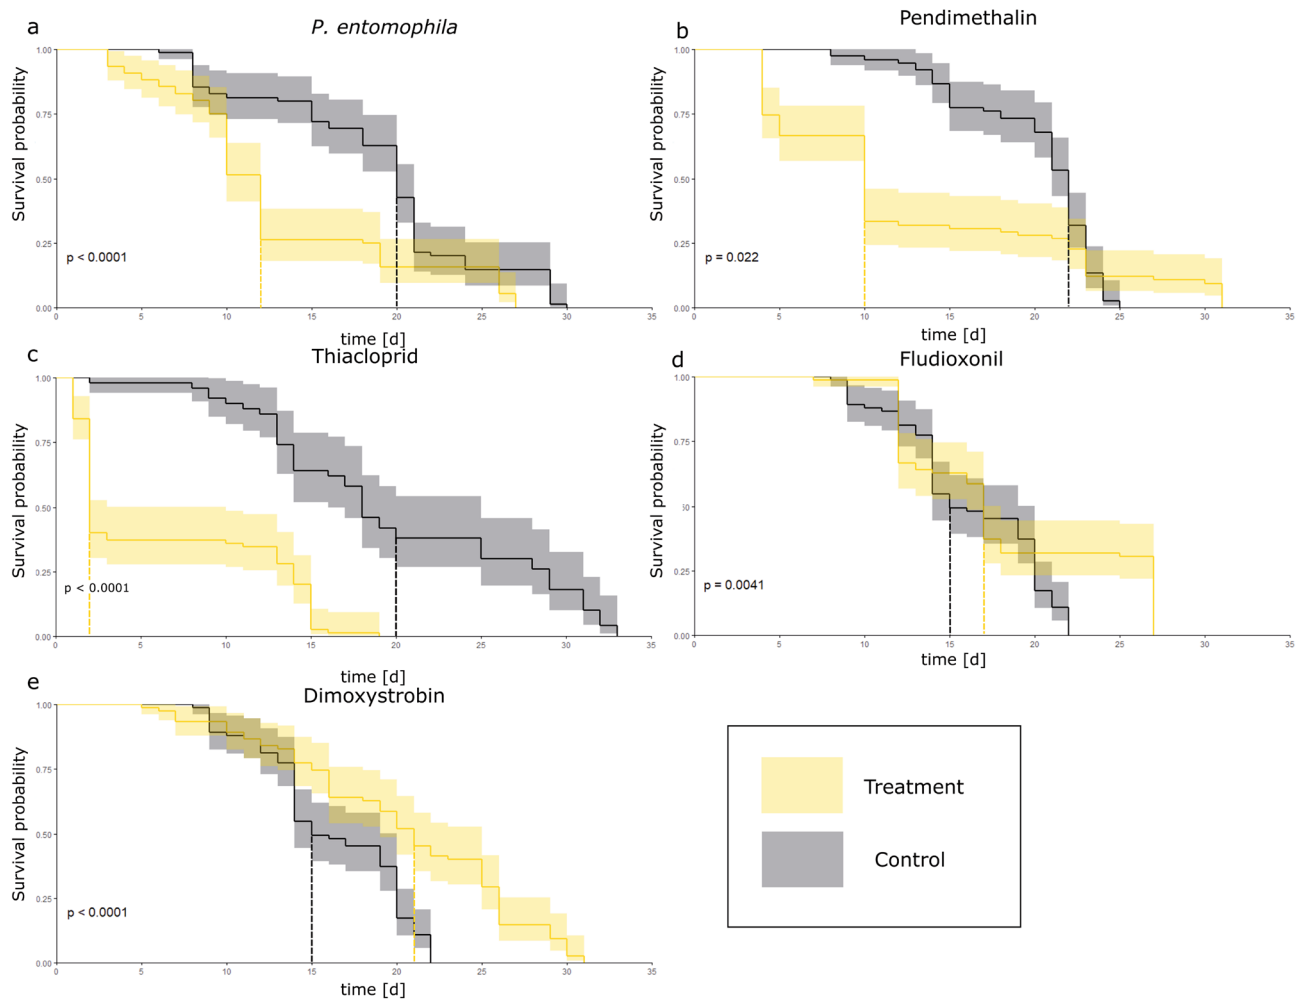 a
P. entomophila
1.00
0.75
0.50
0.25
0.00
Survival probability
p < 0.0001
0 5 10 15 20 25 30 35
time [d]
b
Pendimethalin
1.00
0.75
0.50
0.25
0.00
Survival probability
p = 0.022
0 5 10 15 20 25 30 35
time [d]
c
Thiacloprid
1.00
0.75
0.50
0.25
0.00
Survival probability
p < 0.0001
0 5 10 15 20 25 30 35
time [d]
d
Fludioxonil
1.00
0.75
50
0.25
0.00
Survival probability
p = 0.0041
0 5 10 15 20 25 30 35
time [d]
e
Dimoxystrobin
1.00
0.75
0.50
0.25
0.00
Survival probability
p < 0.0001
0 5 10 15 20 25 30 35
time [d]
Treatment
Control